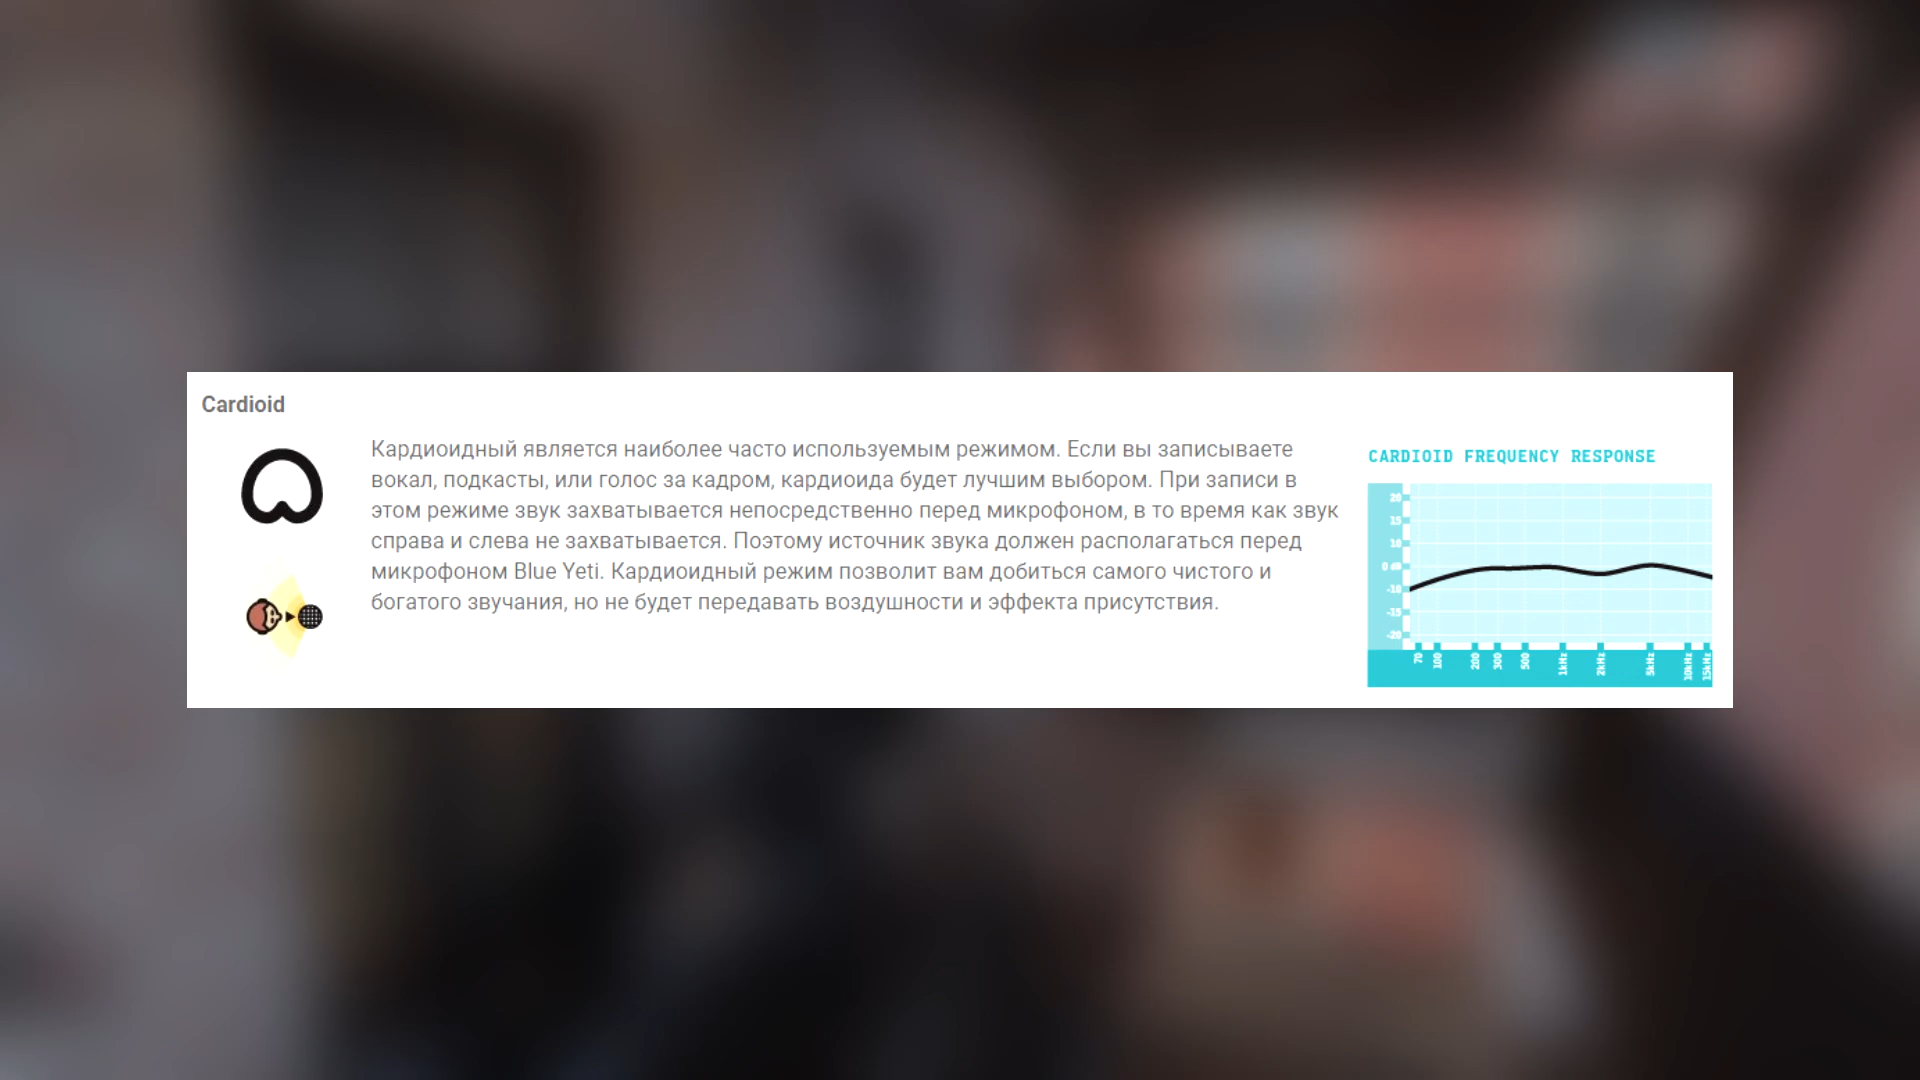 Cardioid
Кардиоидный является наиболее часто используемым режимом. Если вы записываете
вокал, подкасты, или голос за кадром, кардиоида будет лучшим выбором. При записи в
этом режиме звук захватывается непосредственно перед микрофоном, в то время как звук
справа и слева не захватывается. Поэтому источник звука должен располагаться перед
микрофоном Blue Yeti. Кардиоидный режим позволит вам добиться самого чистого и
богатого звучания, но не будет передавать воздушности и эффекта присутствия.
CARDIOID FREQUENCY RESPONSE
20
15
10
0 dB
-10
-15
-20
70
100
200
300
500
1kHz
2kHz
5kHz
10kHz
15kHz